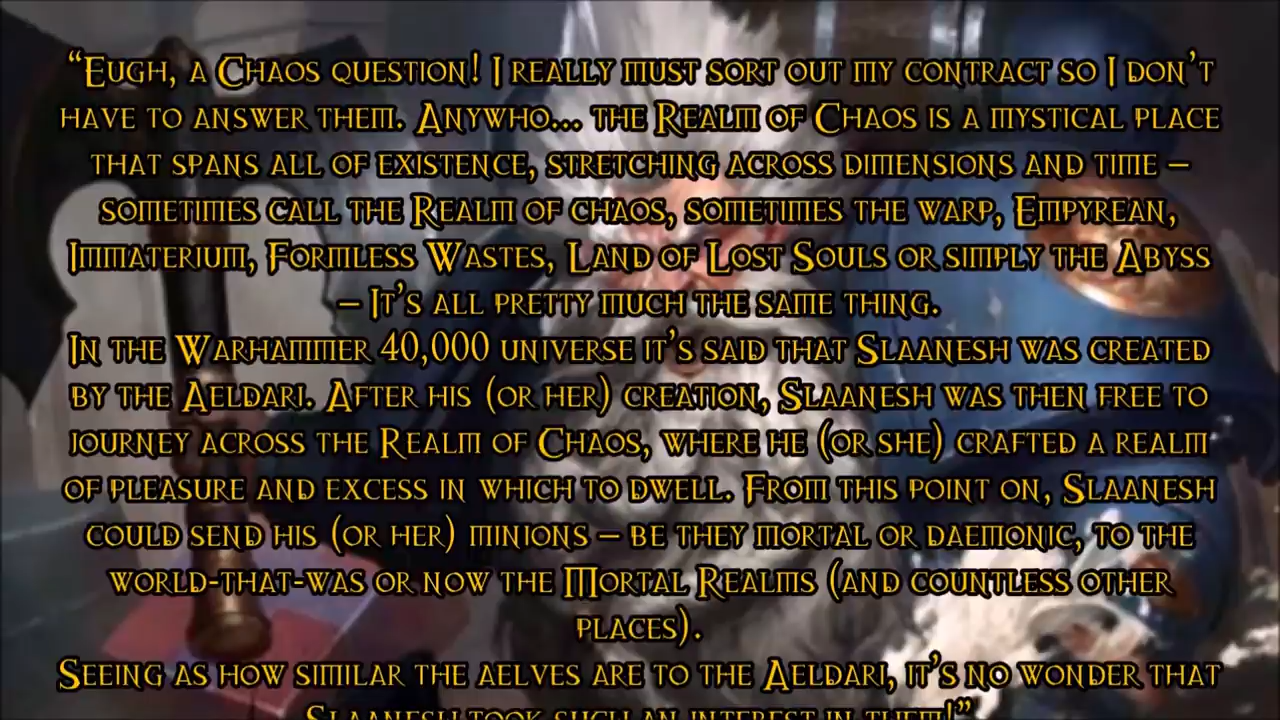 “Eugh, a Chaos question! I really must sort out my contract so I don’t
have to answer them. Anywho... the Realm of Chaos is a mystical place
that spans all of existence, stretching across dimensions and time –
sometimes call the Realm of chaos, sometimes the warp, Empyrean,
Immaterium, Formless Wastes, Land of Lost Souls or simply the Abyss
– It’s all pretty much the same thing.
In the Warhammer 40,000 universe it’s said that Slaanesh was created
by the Aeldari. After his (or her) creation, Slaanesh was then free to
journey across the Realm of Chaos, where he (or she) crafted a realm
of pleasure and excess in which to dwell. From this point on, Slaanesh
could send his (or her) minions – be they mortal or daemonic, to the
world-that-was or now the Mortal Realms (and countless other
places).
Seeing as how similar the aelves are to the Aeldari, it’s no wonder that
Slaanesh took such an interest in them!”